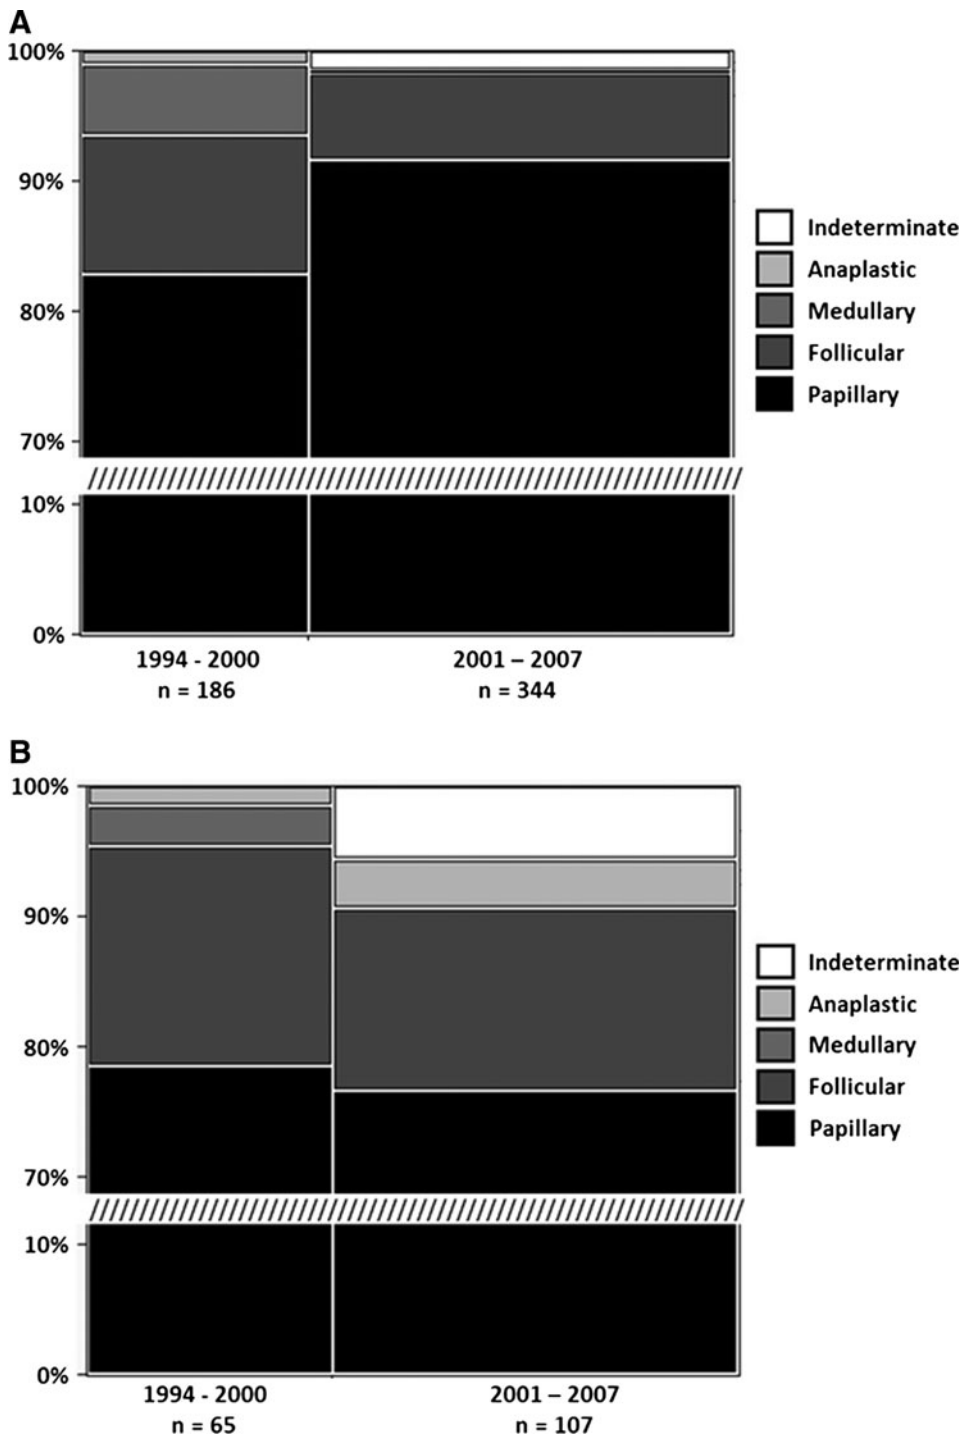 A
100%
90%
80%
70%
10%
0%
Indeterminate
Anaplastic
Medullary
Follicular
Papillary
1994 - 2000
2001 – 2007
n = 186
n = 344
B
100%
90%
80%
70%
10%
0%
Indeterminate
Anaplastic
Medullary
Follicular
Papillary
1994 - 2000
2001 – 2007
n = 65
n = 107